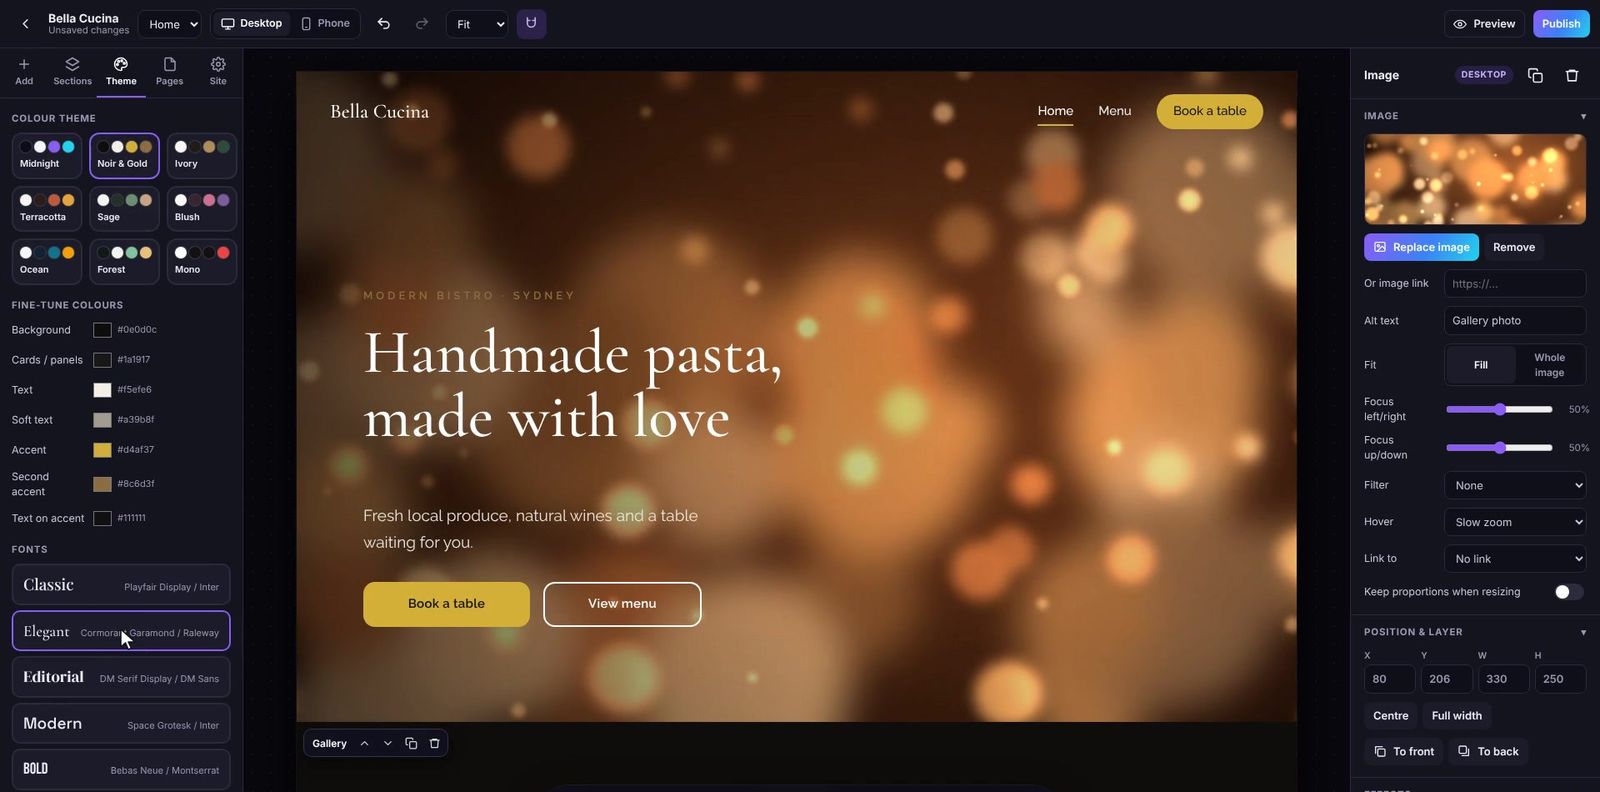 Bella Cucina
Unsaved changes
Home
Desktop
Phone
Fit
Preview
Publish
Add
Sections
Theme
Pages
Site
COLOUR THEME
Midnight
Noir & Gold
Ivory
Terracotta
Sage
Blush
Ocean
Forest
Mono
FINE-TUNE COLOURS
Background #0e0d0c
Cards / panels #1a1917
Text #f5efe6
Soft text #a39b8f
Accent #d4af37
Second
accent #8c6d3f
Text on accent #111111
FONTS
Classic Playfair Display / Inter
Elegant Cormorant Garamond / Raleway
Editorial DM Serif Display / DM Sans
Modern Space Grotesk / Inter
BOLD Bebas Neue / Montserrat
Bella Cucina
Home
Menu
Book a table
MODERN BISTRO · SYDNEY
Handmade pasta,
made with love
Fresh local produce, natural wines and a table
waiting for you.
Book a table
View menu
Gallery
Image
DESKTOP
IMAGE
Replace image
Remove
Or image link https://...
Alt text Gallery photo
Fit Fill Whole
image
Focus
left/right 50%
Focus
up/down 50%
Filter None
Hover Slow zoom
Link to No link
Keep proportions when resizing
POSITION & LAYER
X Y W H
80 206 330 250
Centre
Full width
To front
To back